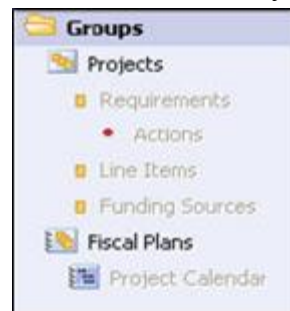 Groups
Projects
Requirements
Actions
Line Items
Funding Sources
Fiscal Plans
Project Calendar